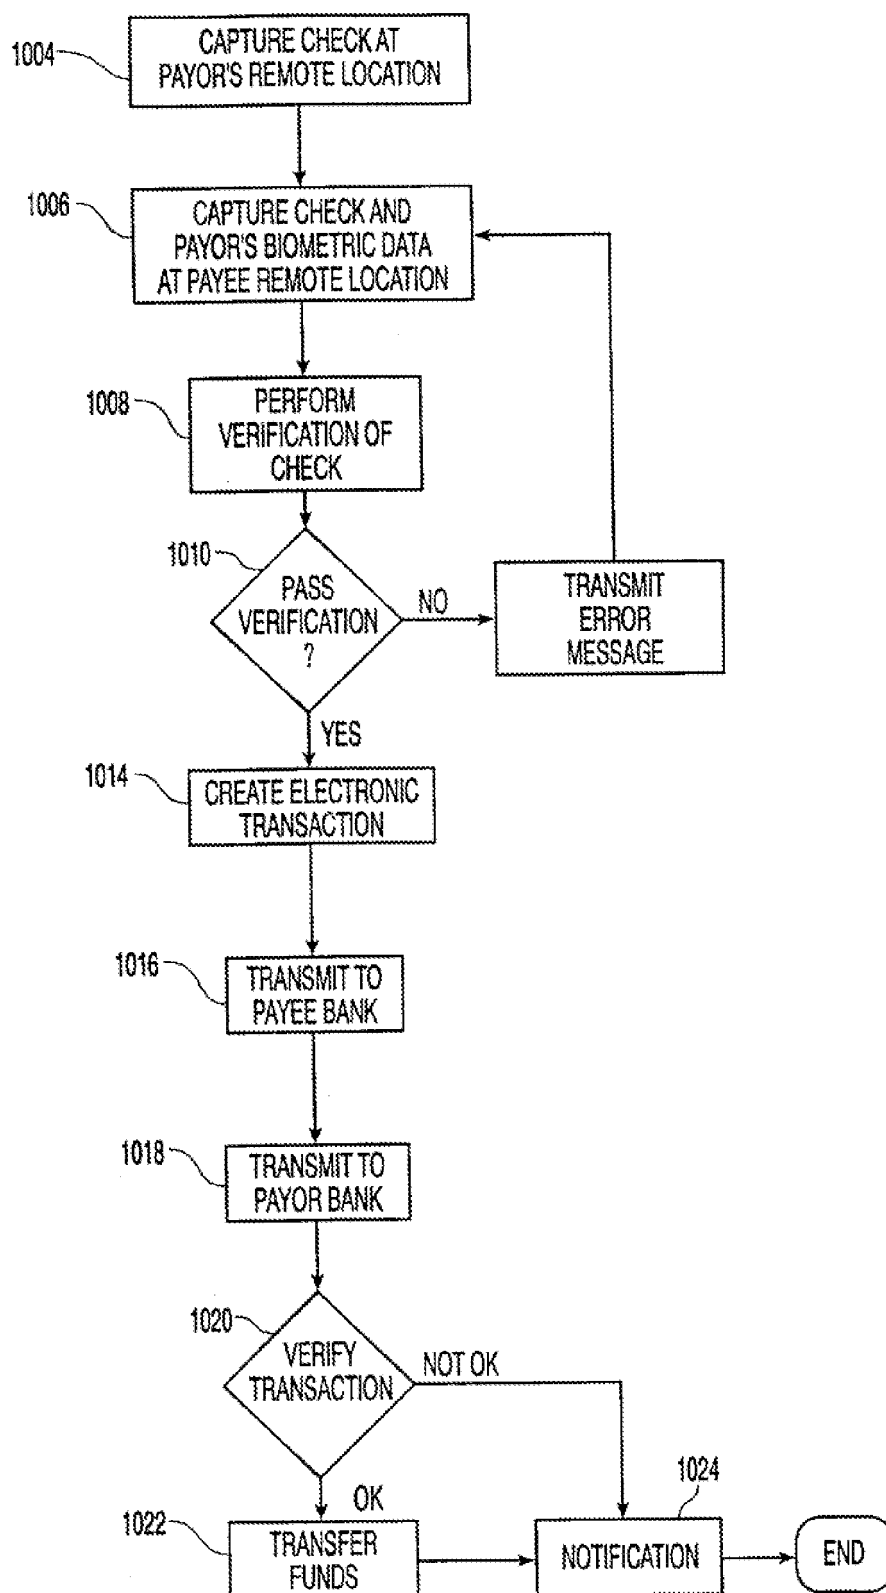 1004
CAPTURE CHECK AT
PAYOR'S REMOTE LOCATION
1006
CAPTURE CHECK AND
PAYOR'S BIOMETRIC DATA
AT PAYEE REMOTE LOCATION
1008
PERFORM
VERIFICATION OF
CHECK
1010
PASS
VERIFICATION
?
NO
TRANSMIT
ERROR
MESSAGE
YES
1014
CREATE ELECTRONIC
TRANSACTION
1016
TRANSMIT TO
PAYEE BANK
1018
TRANSMIT TO
PAYOR BANK
1020
VERIFY
TRANSACTION
NOT OK
OK
1022
TRANSFER
FUNDS
1024
NOTIFICATION
END